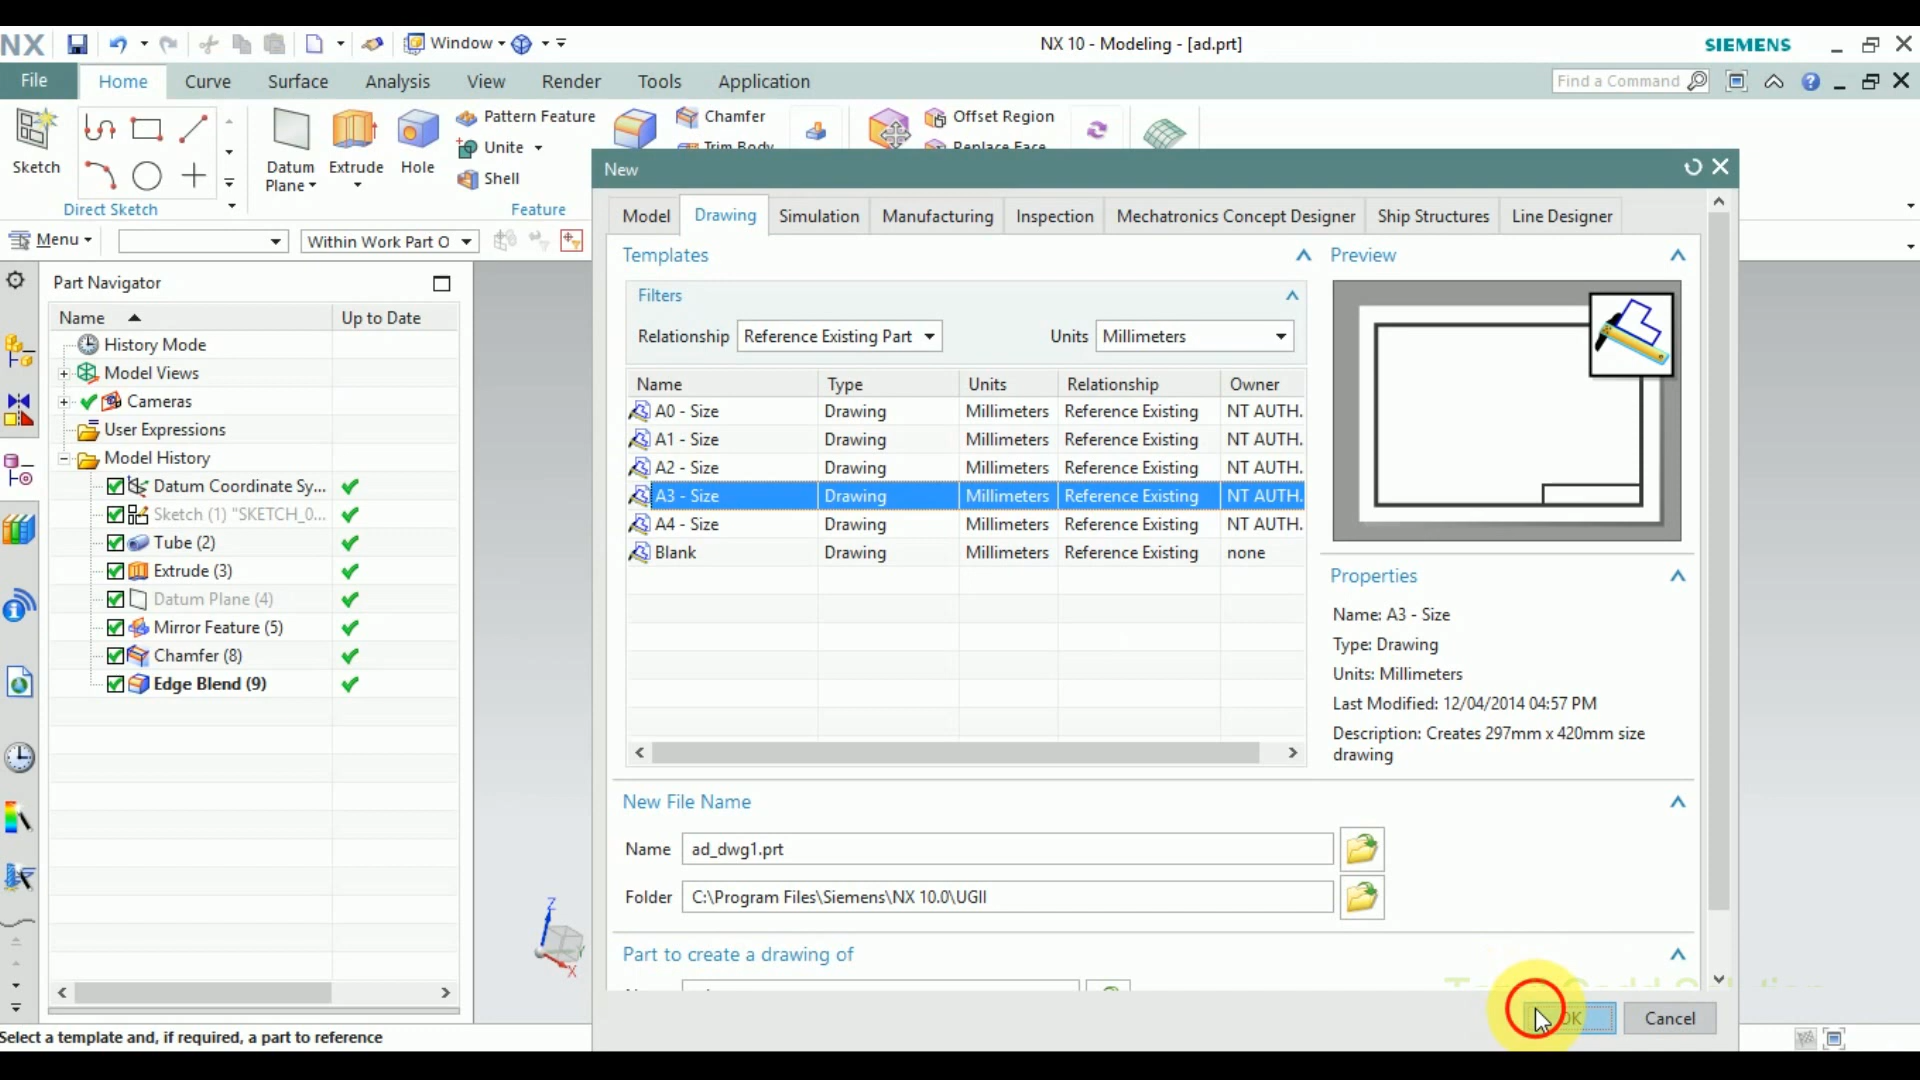 NX
Window
NX 10 - Modeling - [ad.prt]
SIEMENS
File
Home
Curve
Surface
Analysis
View
Render
Tools
Application
Find a Command
Sketch
Direct Sketch
Datum
Plane
Extrude
Hole
Pattern Feature
Unite
Shell
Feature
Chamfer
Trim Body
Offset Region
Replace Face
Menu
Within Work Part O
Part Navigator
Name
Up to Date
History Mode
Model Views
Cameras
User Expressions
Model History
Datum Coordinate Sy...
Sketch (1) "SKETCH_0...
Tube (2)
Extrude (3)
Datum Plane (4)
Mirror Feature (5)
Chamfer (8)
Edge Blend (9)
Z
Y
X
New
Model
Drawing
Simulation
Manufacturing
Inspection
Mechatronics Concept Designer
Ship Structures
Line Designer
Templates
Filters
Relationship
Reference Existing Part
Units
Millimeters
Name Type Units Relationship Owner
A0 - Size Drawing Millimeters Reference Existing NT AUTH.
A1 - Size Drawing Millimeters Reference Existing NT AUTH.
A2 - Size Drawing Millimeters Reference Existing NT AUTH.
A3 - Size Drawing Millimeters Reference Existing NT AUTH.
A4 - Size Drawing Millimeters Reference Existing NT AUTH.
Blank Drawing Millimeters Reference Existing none
Preview
Properties
Name: A3 - Size
Type: Drawing
Units: Millimeters
Last Modified: 12/04/2014 04:57 PM
Description: Creates 297mm x 420mm size
drawing
New File Name
Name
ad_dwg1.prt
Folder
C:\Program Files\Siemens\NX 10.0\UGII
Part to create a drawing of
OK
Cancel
Select a template and, if required, a part to reference